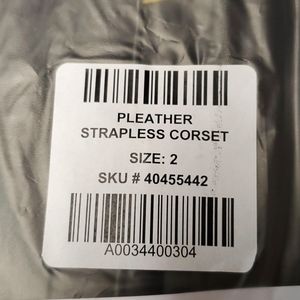 PLEATHER
STRAPLESS CORSET
SIZE: 2
SKU # 40455442
A0034400304